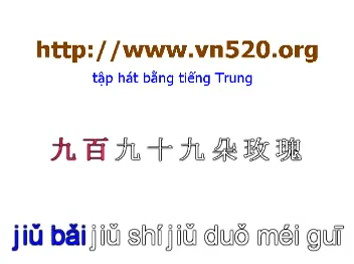 http://www.vn520.org
tập hát bằng tiếng Trung
九百九十九朵玫瑰
jiǔ bǎi jiǔ shí jiǔ duǒ méi guī